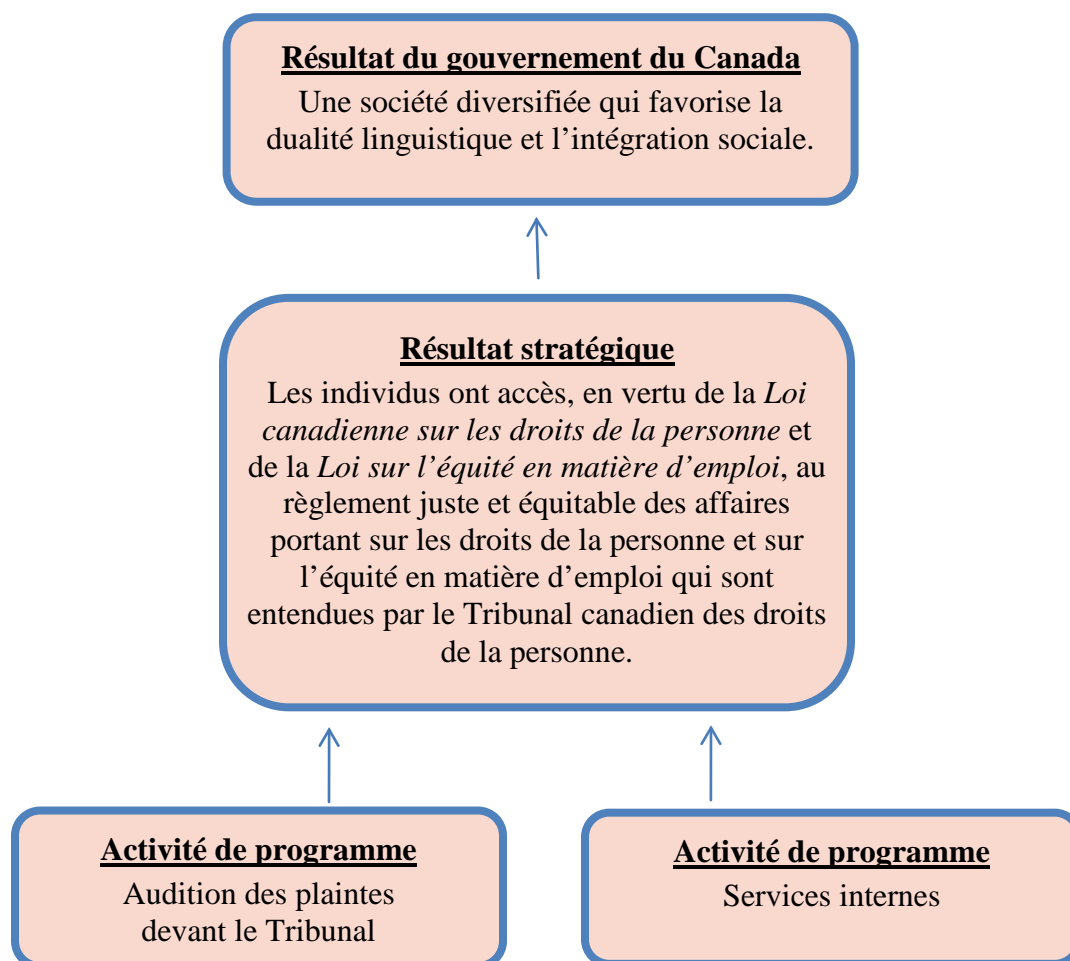 Résultat du gouvernement du Canada
Une société diversifiée qui favorise la
dualité linguistique et l’intégration sociale.
Résultat stratégique
Les individus ont accès, en vertu de la Loi
canadienne sur les droits de la personne et
de la Loi sur l’équité en matière d’emploi, au
règlement juste et équitable des affaires
portant sur les droits de la personne et sur
l’équité en matière d’emploi qui sont
entendues par le Tribunal canadien des droits
de la personne.
Activité de programme
Audition des plaintes
devant le Tribunal
Activité de programme
Services internes